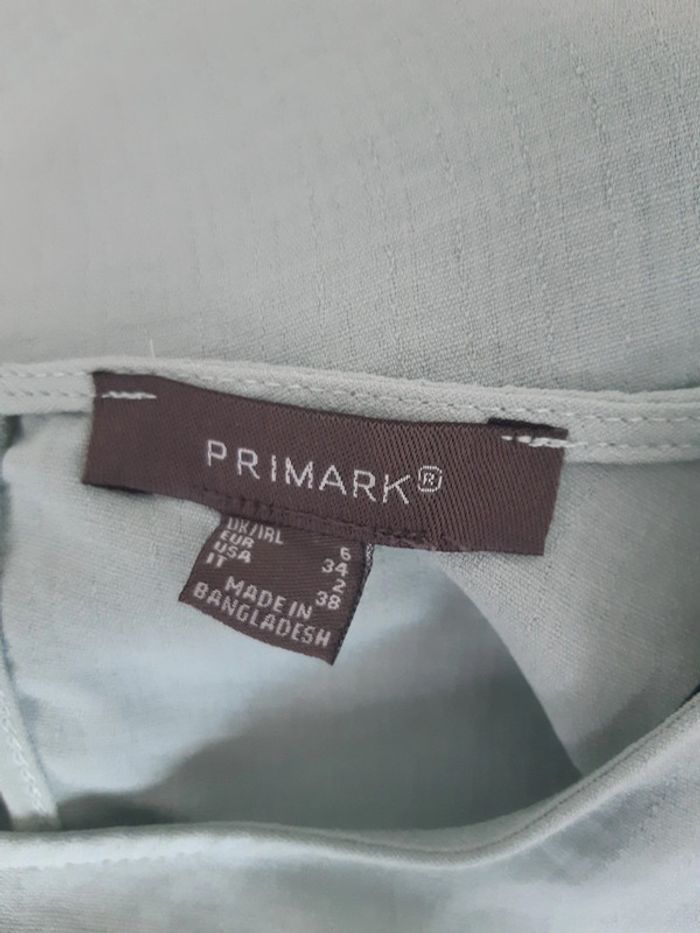 PRIMARK®
UK/IRL 6
EUR 34
USA 2
IT 38
MADE IN
BANGLADESH